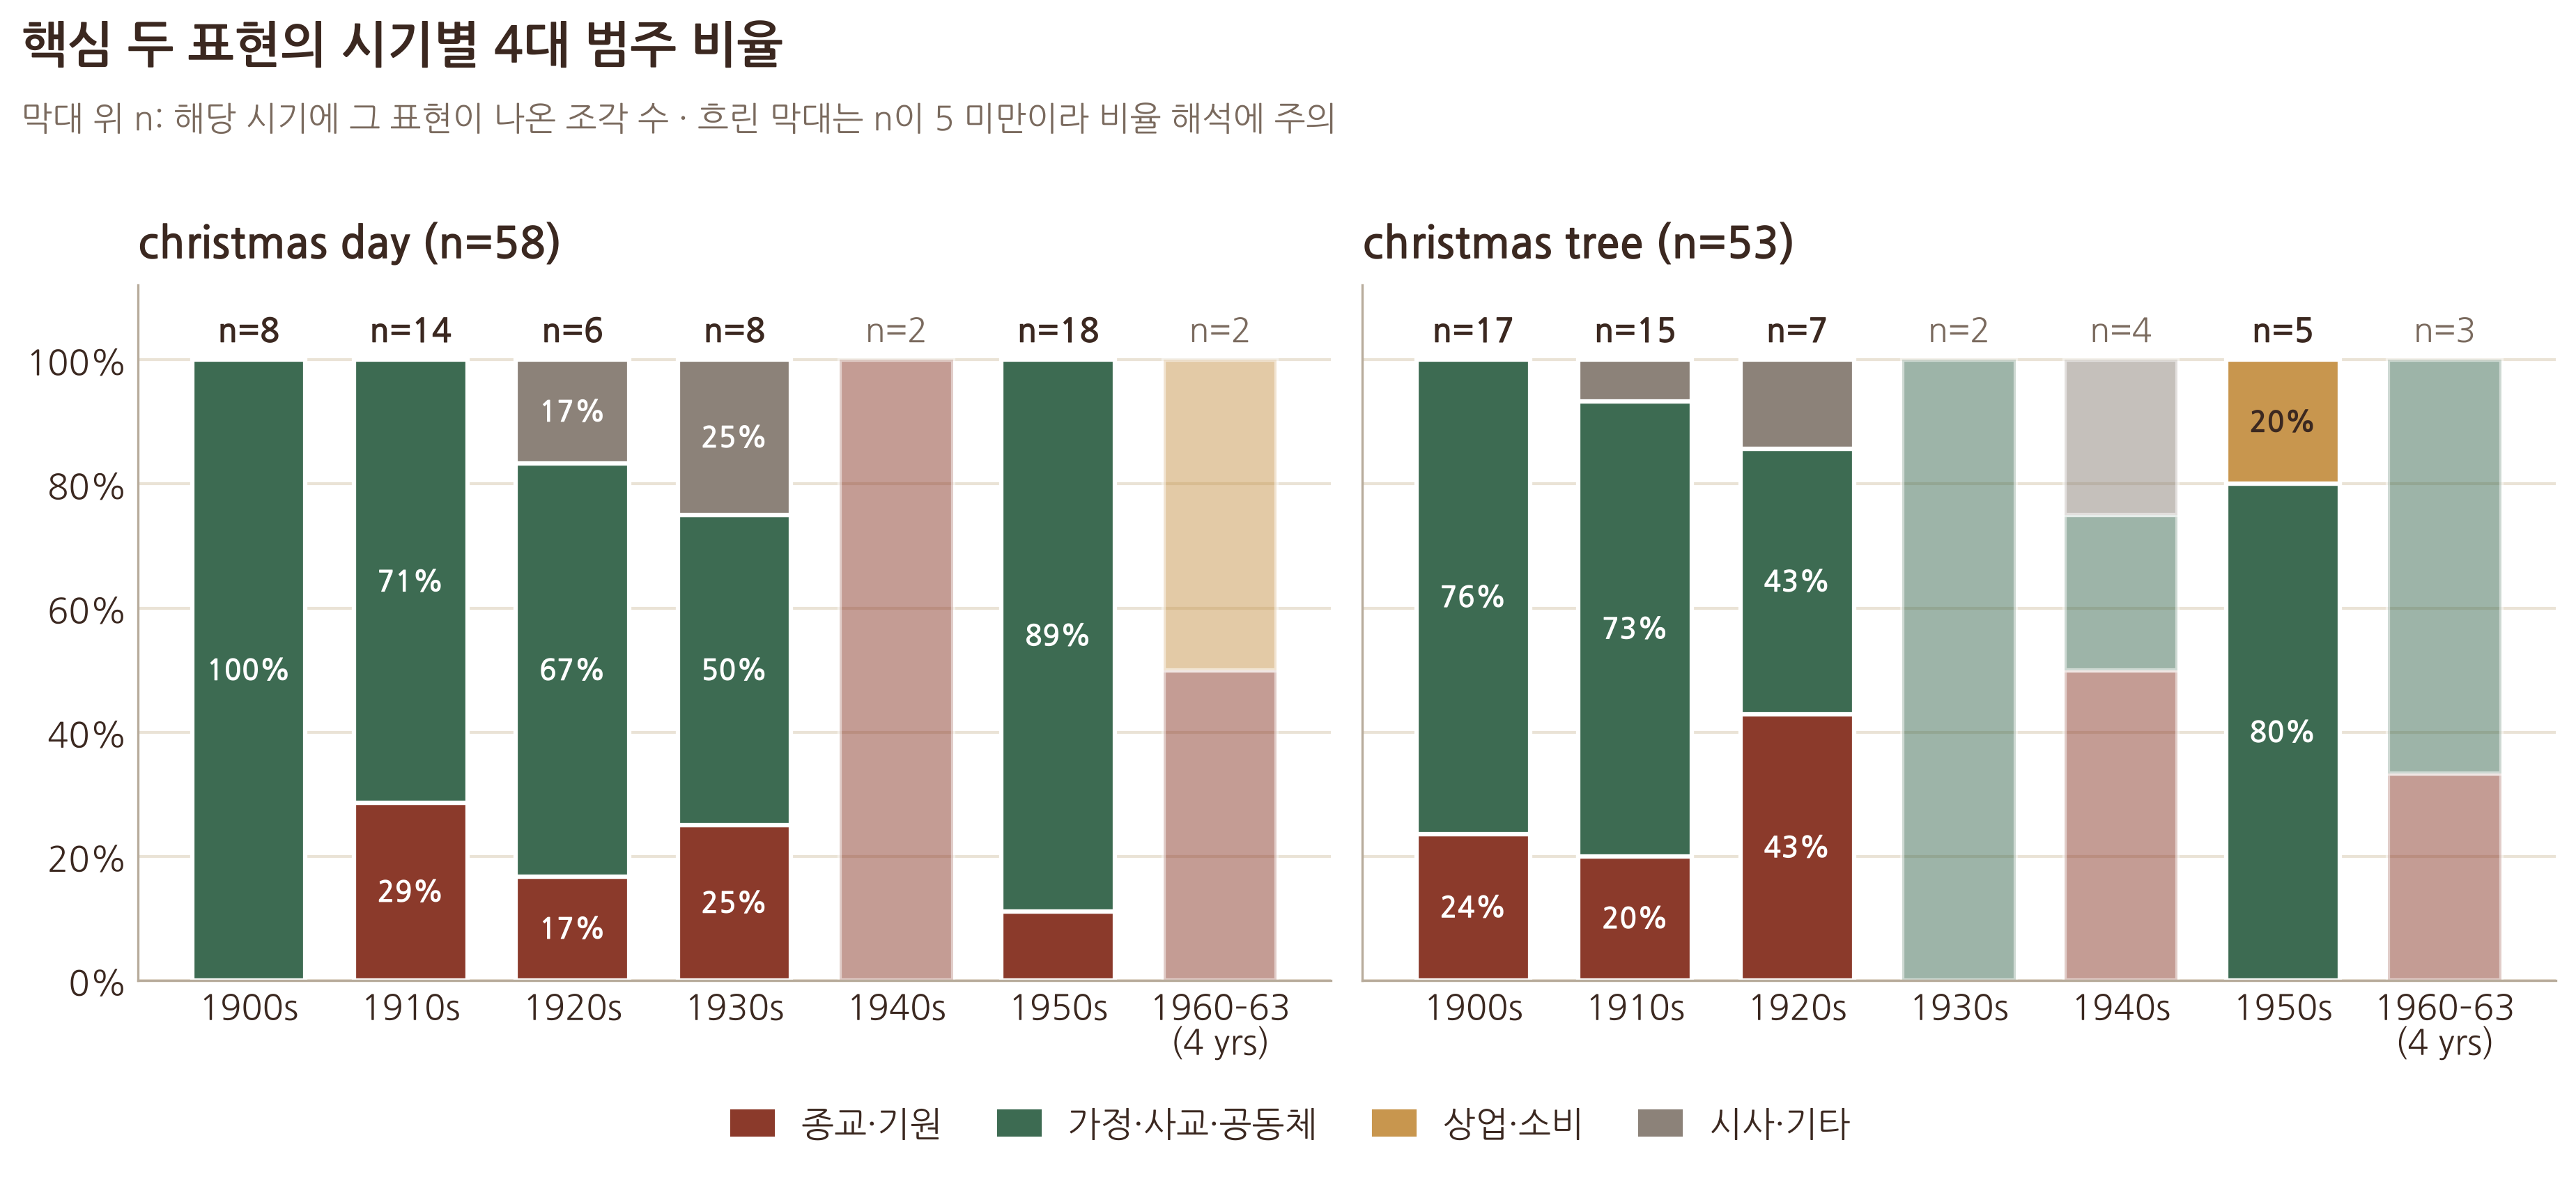 핵심 두 표현의 시기별 4대 범주 비율
막대 위 n: 해당 시기에 그 표현이 나온 조각 수 · 흐린 막대는 n이 5 미만이라 비율 해석에 주의
christmas day (n=58)
n=8 n=14 n=6 n=8 n=2 n=18 n=2
100%
80%
60%
40%
20%
0%
100%
71%
29%
17%
67%
17%
25%
50%
25%
89%
1900s 1910s 1920s 1930s 1940s 1950s 1960-63
(4 yrs)
christmas tree (n=53)
n=17 n=15 n=7 n=2 n=4 n=5 n=3
76%
24%
73%
20%
43%
43%
20%
80%
1900s 1910s 1920s 1930s 1940s 1950s 1960-63
(4 yrs)
종교·기원 가정·사교·공동체 상업·소비 시사·기타